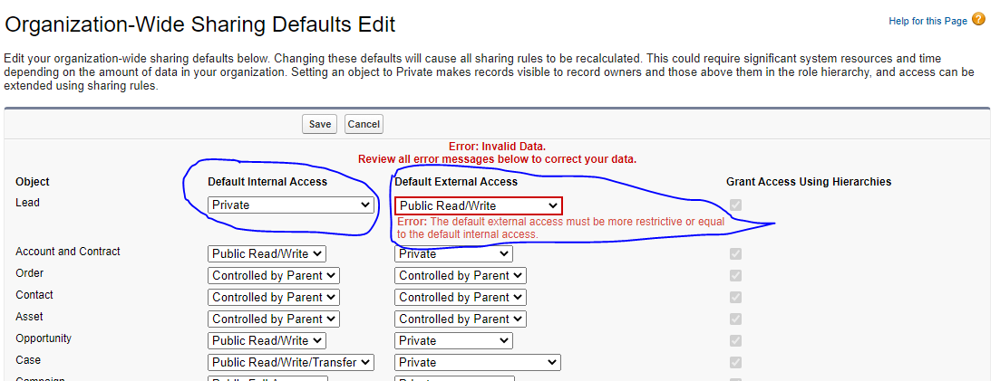 Organization-Wide Sharing Defaults Edit
Help for this Page ?
Edit your organization-wide sharing defaults below. Changing these defaults will cause all sharing rules to be recalculated. This could require significant system resources and time
depending on the amount of data in your organization. Setting an object to Private makes records visible to record owners and those above them in the role hierarchy, and access can be
extended using sharing rules.
Save Cancel
Error: Invalid Data.
Review all error messages below to correct your data.
Object Default Internal Access Default External Access Grant Access Using Hierarchies
Lead Private Public Read/Write
Error: The default external access must be more restrictive or equal
to the default internal access.
Account and Contract Public Read/Write Private
Order Controlled by Parent Controlled by Parent
Contact Controlled by Parent Controlled by Parent
Asset Controlled by Parent Controlled by Parent
Opportunity Public Read/Write Private
Case Public Read/Write/Transfer Private
Campaign Public Full Access Private